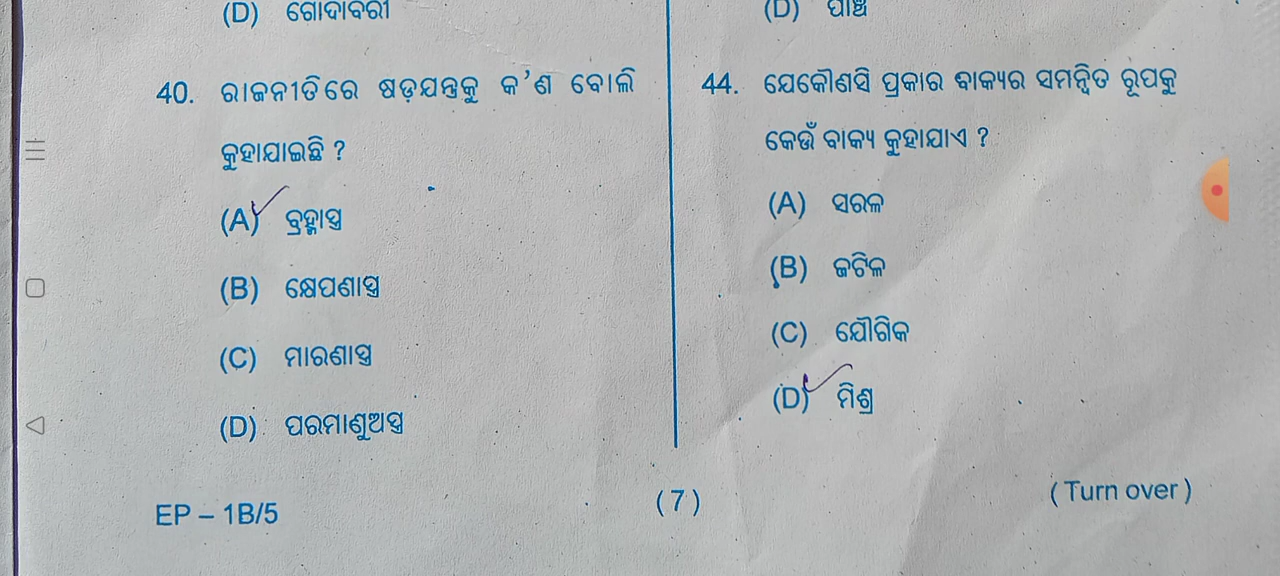 (D) ଗୋଦାବରୀ
40. ରାଜନୀତିରେ ଷଡ଼ଯନ୍ତ୍ରକୁ କ'ଣ ବୋଲି
କୁହାଯାଇଛି ?
(A) ବ୍ରହ୍ମାସ୍ତ୍ର
(B) କ୍ଷେପଣାସ୍ତ୍ର
(C) ମାରଣାସ୍ତ୍ର
(D) ପରମାଣୁଅସ୍ତ୍ର
(D) ପାଞ୍ଚ
44. ଯେକୌଣସି ପ୍ରକାର ବାକ୍ୟର ସମନ୍ୱିତ ରୂପକୁ
କେଉଁ ବାକ୍ୟ କୁହାଯାଏ ?
(A) ସରଳ
(B) ଜଟିଳ
(C) ଯୌଗିକ
(D) ମିଶ୍ର
EP – 1B/5
(7)
(Turn over)